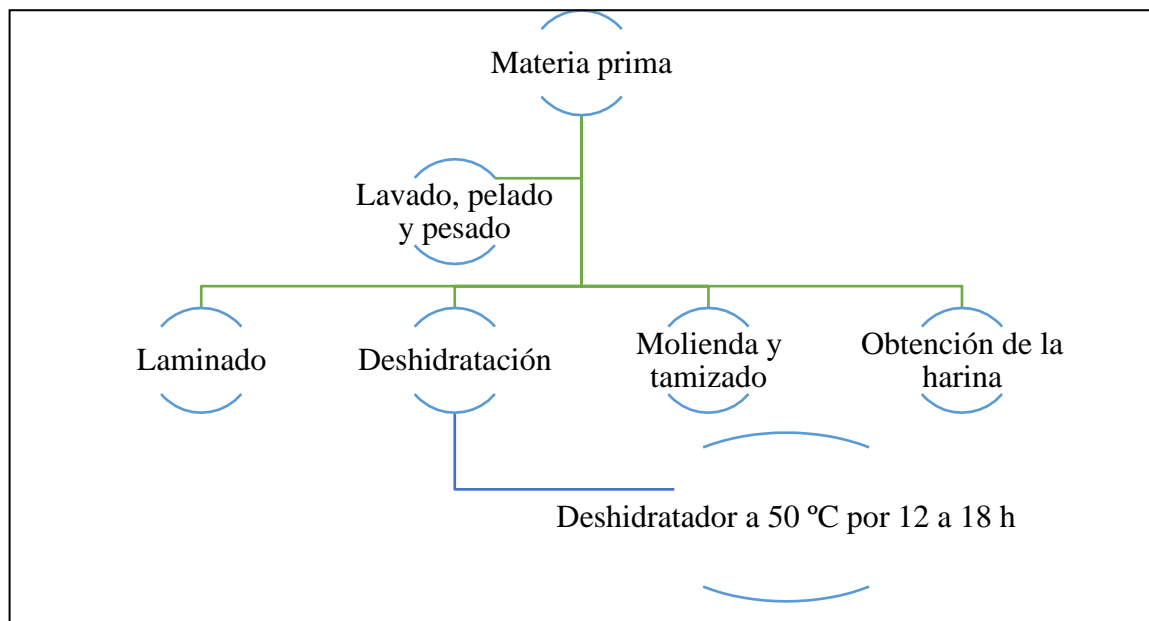 Materia prima
Lavado, pelado
y pesado
Laminado
Deshidratación
Molienda y
tamizado
Obtención de la
harina
Deshidratador a 50 ºC por 12 a 18 h